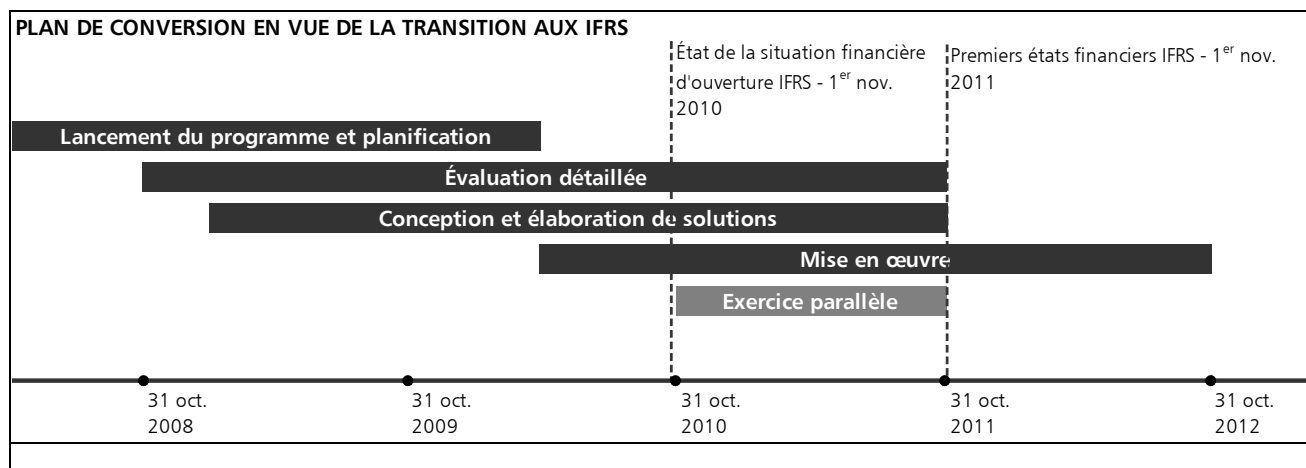 PLAN DE CONVERSION EN VUE DE LA TRANSITION AUX IFRS
État de la situation financière
d'ouverture IFRS - 1er nov.
2010
Premiers états financiers IFRS - 1er nov.
2011
Lancement du programme et planification
Évaluation détaillée
Conception et élaboration de solutions
Mise en œuvre
Exercice parallèle
31 oct.
2008
31 oct.
2009
31 oct.
2010
31 oct.
2011
31 oct.
2012